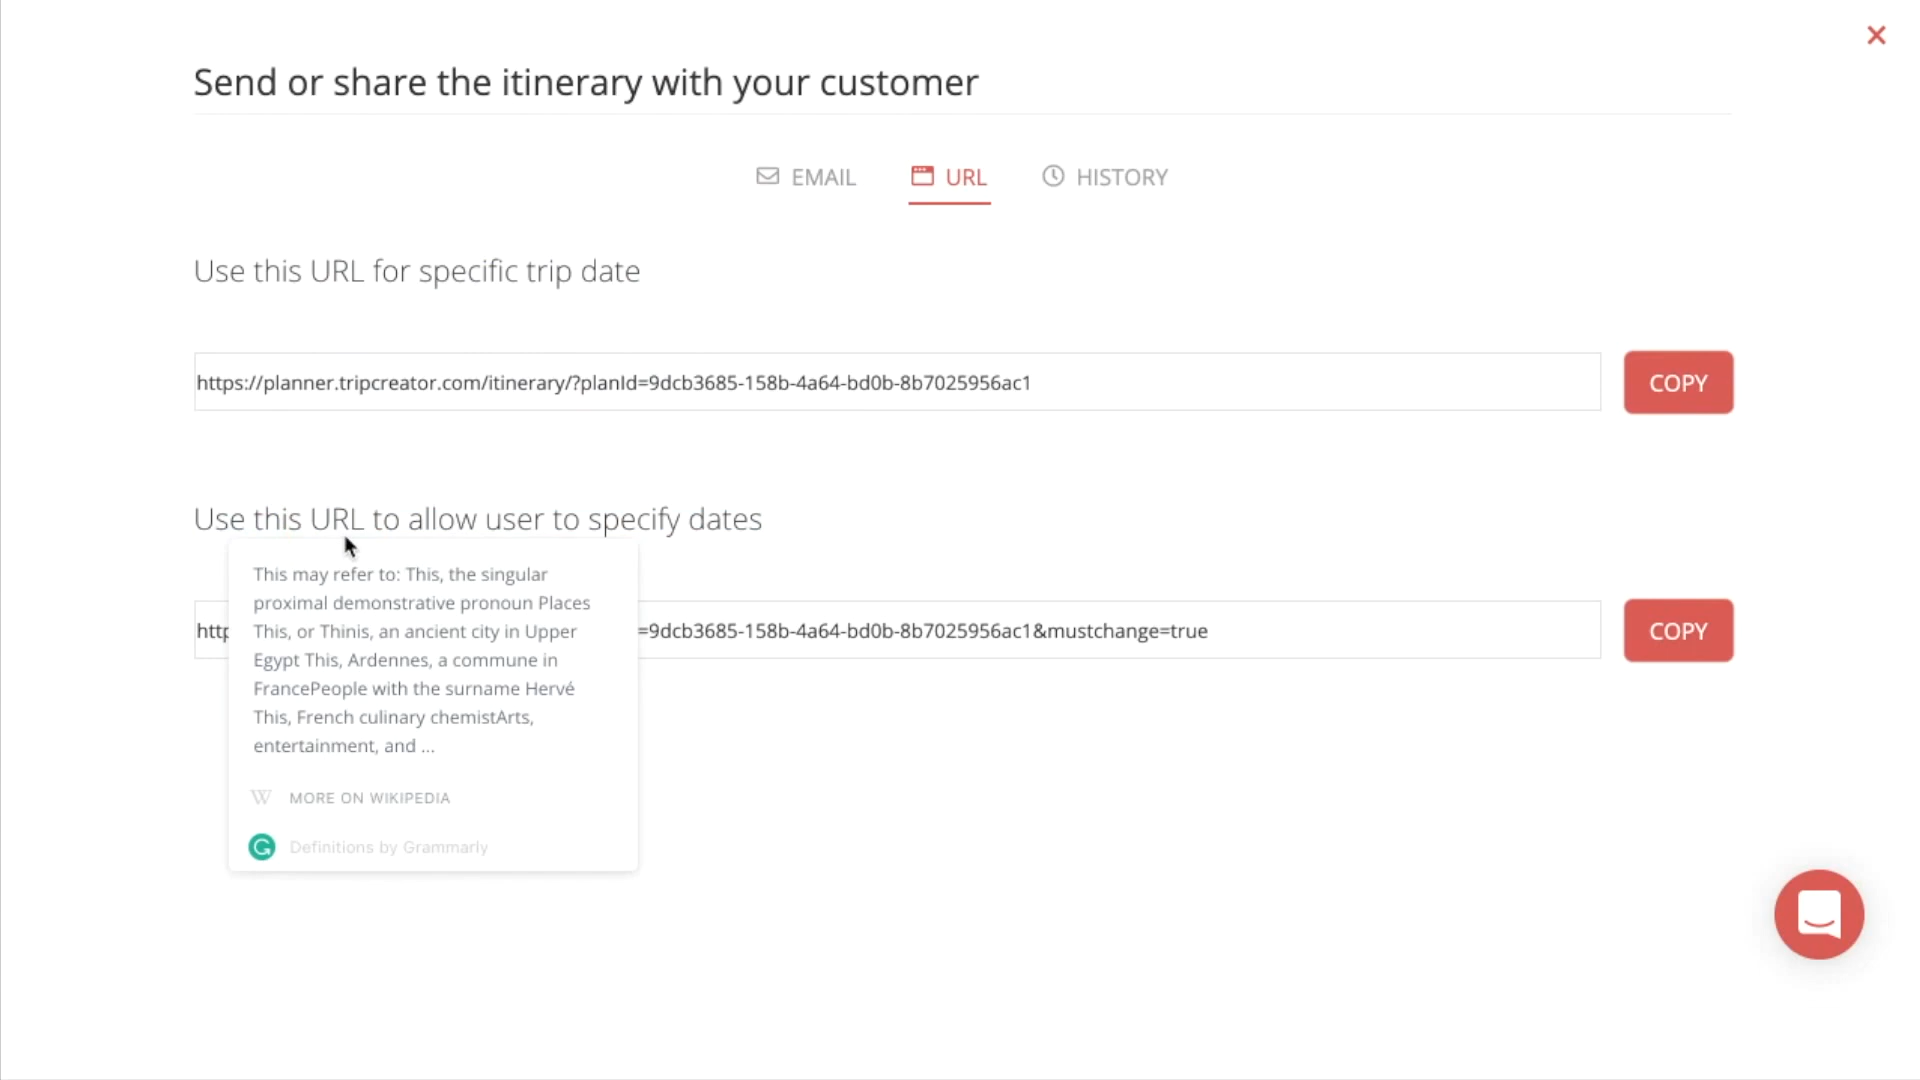 Send or share the itinerary with your customer
EMAIL
URL
HISTORY
Use this URL for specific trip date
https://planner.tripcreator.com/itinerary/?planId=9dcb3685-158b-4a64-bd0b-8b7025956ac1
COPY
Use this URL to allow user to specify dates
This may refer to: This, the singular
proximal demonstrative pronoun Places
This, or Thinis, an ancient city in Upper
Egypt This, Ardennes, a commune in
FrancePeople with the surname Hervé
This, French culinary chemistArts,
entertainment, and ...
W MORE ON WIKIPEDIA
G Definitions by Grammarly
http
=9dcb3685-158b-4a64-bd0b-8b7025956ac1&mustchange=true
COPY